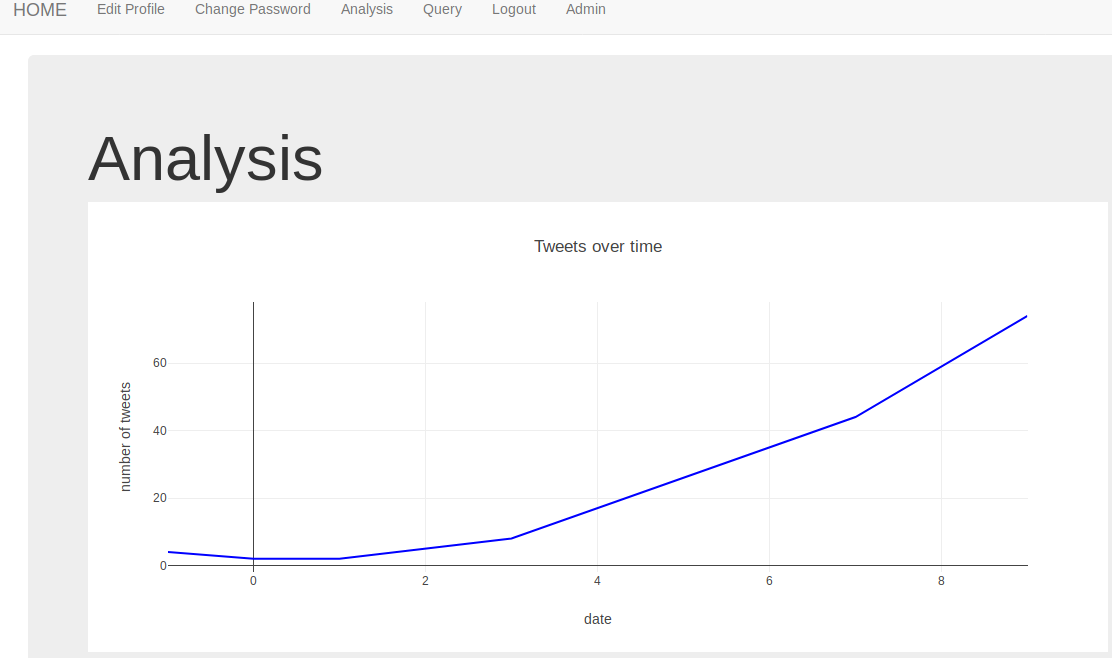 HOME Edit Profile Change Password Analysis Query Logout Admin
Analysis
Tweets over time
number of tweets
60
40
20
0
0 2 4 6 8
date